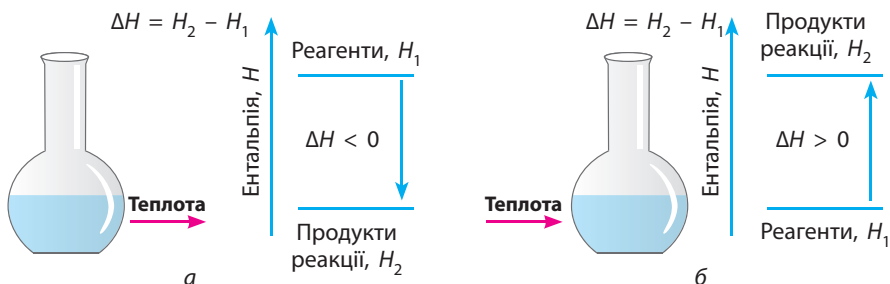 ΔH = H₂ – H₁
Ентальпія, H
Реагенти, H₁
ΔH < 0
Теплота
Продукти
реакції, H₂
а
ΔH = H₂ – H₁
Ентальпія, H
Продукти
реакції, H₂
ΔH > 0
Теплота
Реагенти, H₁
б